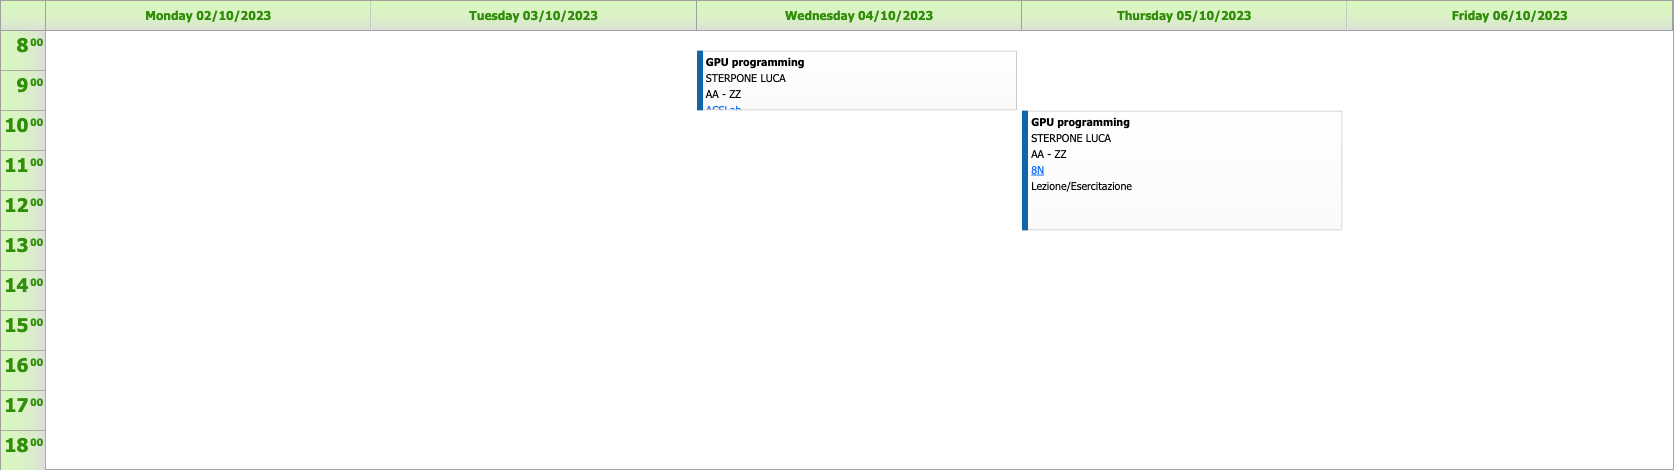 Monday 02/10/2023
Tuesday 03/10/2023
Wednesday 04/10/2023
Thursday 05/10/2023
Friday 06/10/2023
8 00
9 00
10 00
11 00
12 00
13 00
14 00
15 00
16 00
17 00
18 00
GPU programming
STERPONE LUCA
AA - ZZ
ACSLab
GPU programming
STERPONE LUCA
AA - ZZ
8N
Lezione/Esercitazione